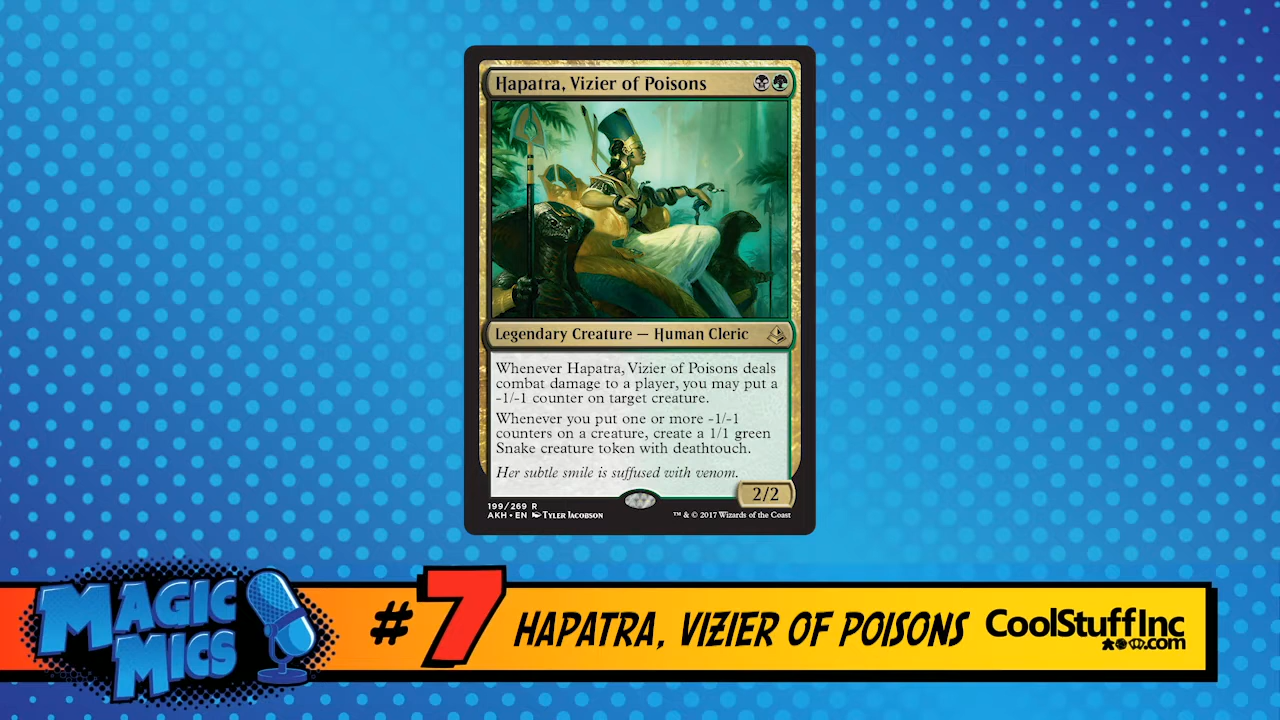 Hapatra, Vizier of Poisons
Legendary Creature — Human Cleric
Whenever Hapatra, Vizier of Poisons deals
combat damage to a player, you may put a
-1/-1 counter on target creature.
Whenever you put one or more -1/-1
counters on a creature, create a 1/1 green
Snake creature token with deathtouch.
Her subtle smile is suffused with venom.
2/2
199/269 R
AKH • EN Tyler Jacobson
™ & © 2017 Wizards of the Coast
MAGIC
MICS
#7 HAPATRA, VIZIER OF POISONS
CoolStuffInc
.com